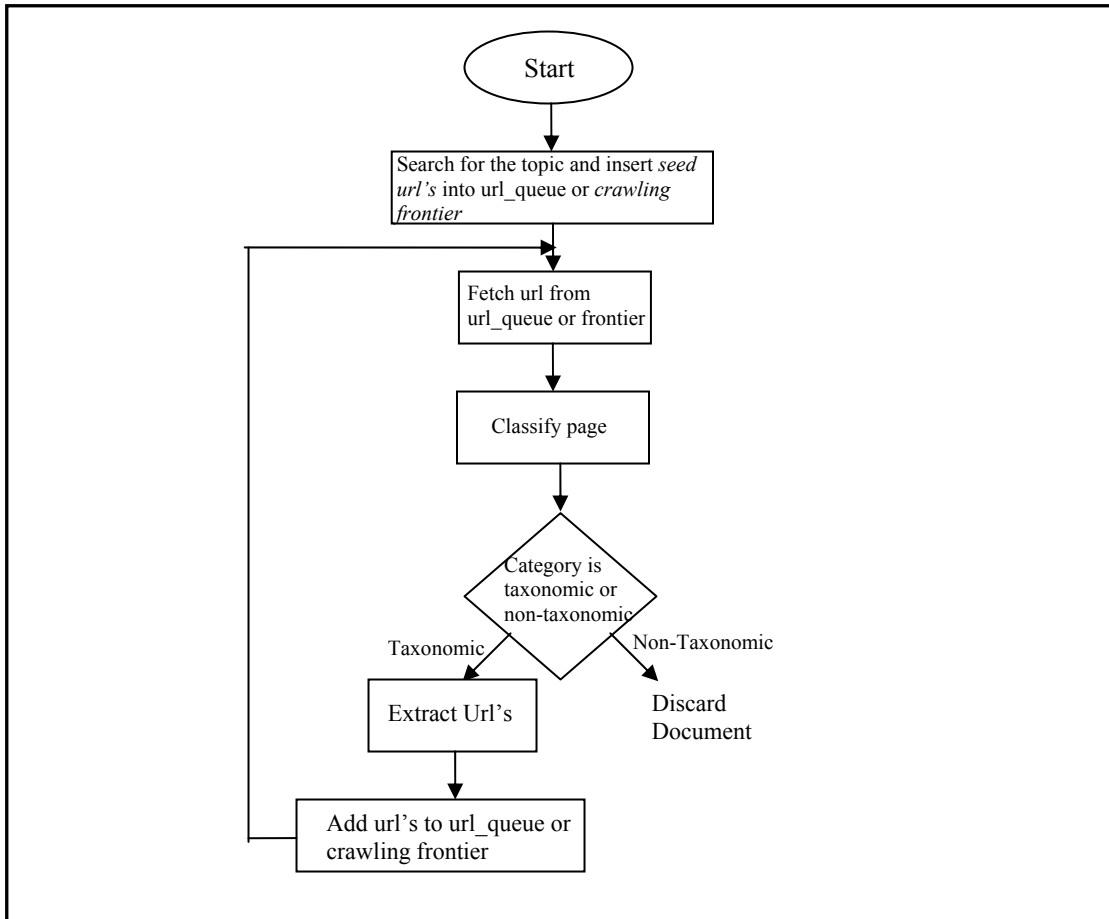 Start
Search for the topic and insert seed
url's into url_queue or crawling
frontier
Fetch url from
url_queue or frontier
Classify page
Category is
taxonomic or
non-taxonomic
Taxonomic
Non-Taxonomic
Extract Url’s
Discard
Document
Add url’s to url_queue or
crawling frontier